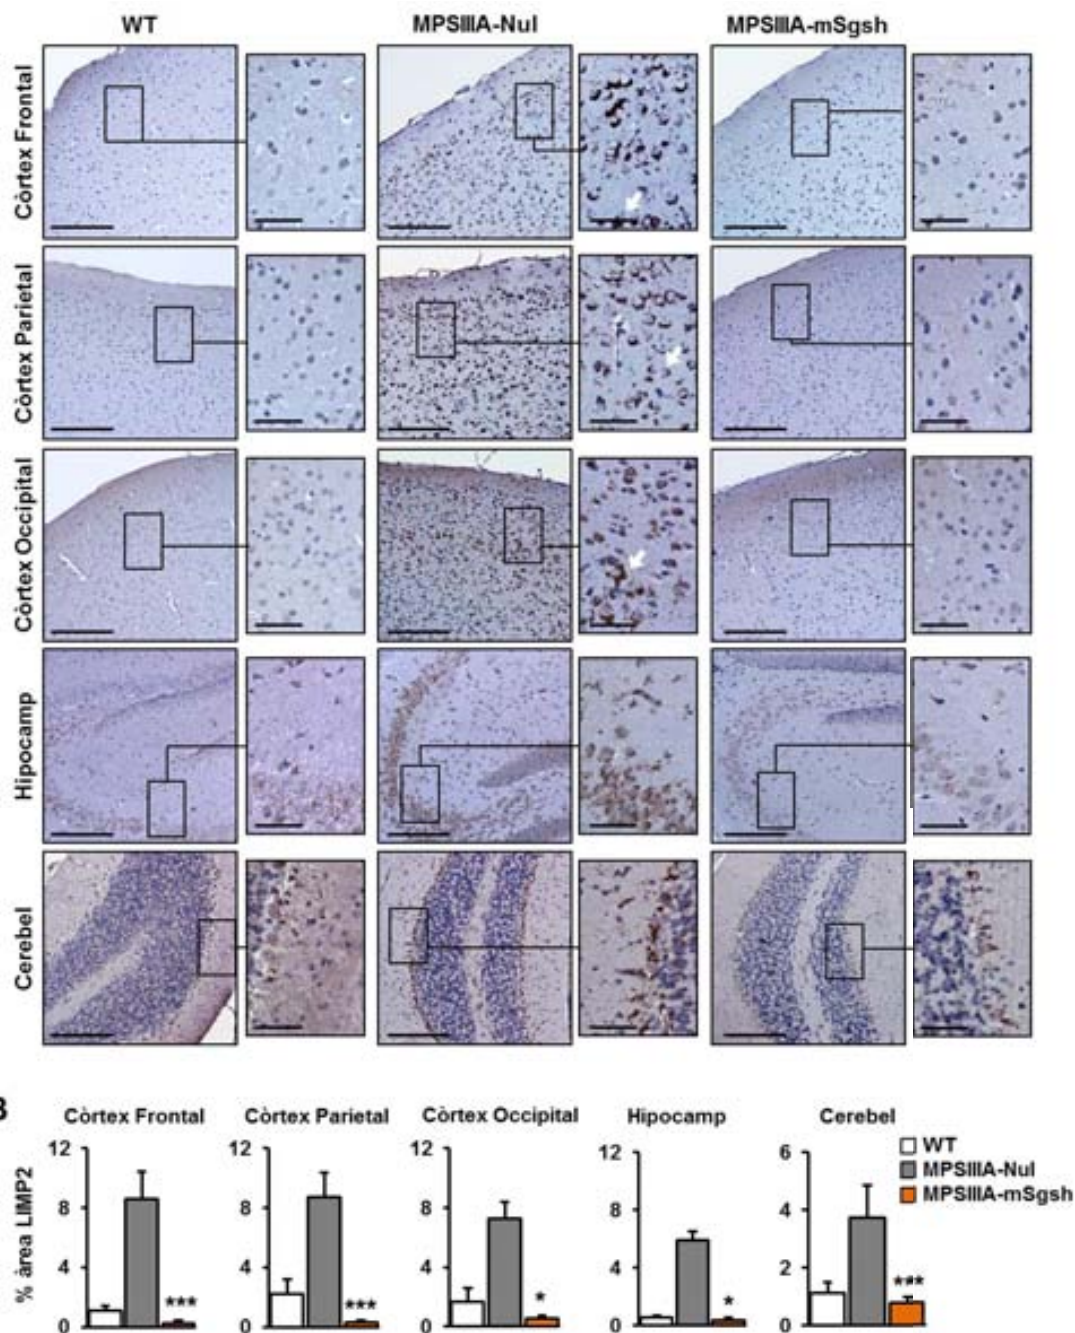 WT MPSIIIA-Nul MPSIIIA-mSgsh
Còrtex Frontal
Còrtex Parietal
Còrtex Occipital
Hipocamp
Cerebel
B
Còrtex Frontal Còrtex Parietal Còrtex Occipital Hipocamp Cerebel
WT
MPSIIIA-Nul
MPSIIIA-mSgsh
% àrea LIMP2
12 12 12 12 6
8 8 8 8 4
4 4 4 4 2
0 0 0 0 0
*** *** * * ***